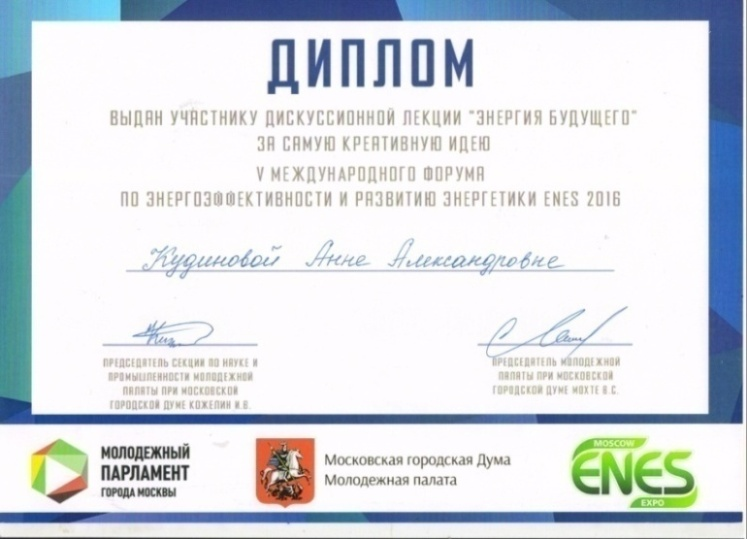 ДИПЛОМ
ВЫДАН УЧАСТНИКУ ДИСКУССИОННОЙ ЛЕКЦИИ "ЭНЕРГИЯ БУДУЩЕГО"
ЗА САМУЮ КРЕАТИВНУЮ ИДЕЮ
V МЕЖДУНАРОДНОГО ФОРУМА
ПО ЭНЕРГОЭФФЕКТИВНОСТИ И РАЗВИТИЮ ЭНЕРГЕТИКИ ENES 2016
Кудиновой Анне Александровне
ПРЕДСЕДАТЕЛЬ СЕКЦИИ ПО НАУКЕ И
ПРОМЫШЛЕННОСТИ МОЛОДЕЖНОЙ
ПАЛАТЫ ПРИ МОСКОВСКОЙ
ГОРОДСКОЙ ДУМЕ КОЖЕЛИН И.В.
ПРЕДСЕДАТЕЛЬ МОЛОДЕЖНОЙ
ПАЛАТЫ ПРИ МОСКОВСКОЙ
ГОРОДСКОЙ ДУМЕ МОХТЕ В.С.
МОЛОДЕЖНЫЙ
ПАРЛАМЕНТ
ГОРОДА МОСКВЫ
Московская городская Дума
Молодежная палата
MOSCOW
ENES
EXPO